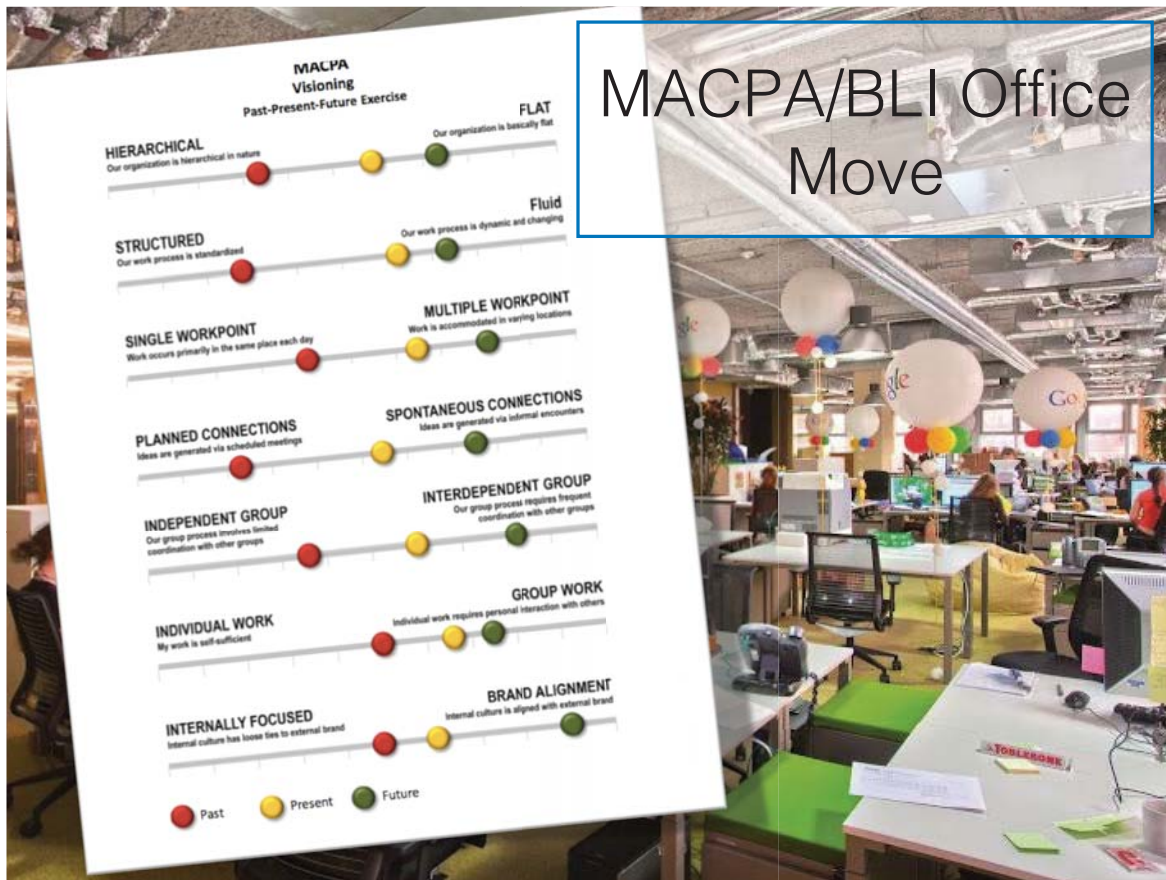 MACPA/BLI Office
Move
MACPA
Visioning
Past-Present-Future Exercise
HIERARCHICAL
Our organization is hierarchical in nature
FLAT
Our organization is basically flat
STRUCTURED
Our work process is standardized
Fluid
Our work process is dynamic and changing
SINGLE WORKPOINT
Work occurs primarily in the same place each day
MULTIPLE WORKPOINT
Work is accommodated in varying locations
PLANNED CONNECTIONS
Ideas are generated via scheduled meetings
SPONTANEOUS CONNECTIONS
Ideas are generated via informal encounters
INDEPENDENT GROUP
Our group process involves limited
coordination with other groups
INTERDEPENDENT GROUP
Our group process requires frequent
coordination with other groups
INDIVIDUAL WORK
My work is self-sufficient
GROUP WORK
Individual work requires personal interaction with others
INTERNALLY FOCUSED
Internal culture has loose ties to external brand
BRAND ALIGNMENT
Internal culture is aligned with external brand
Past
Present
Future
gle
gle
Go
TOBLERONE